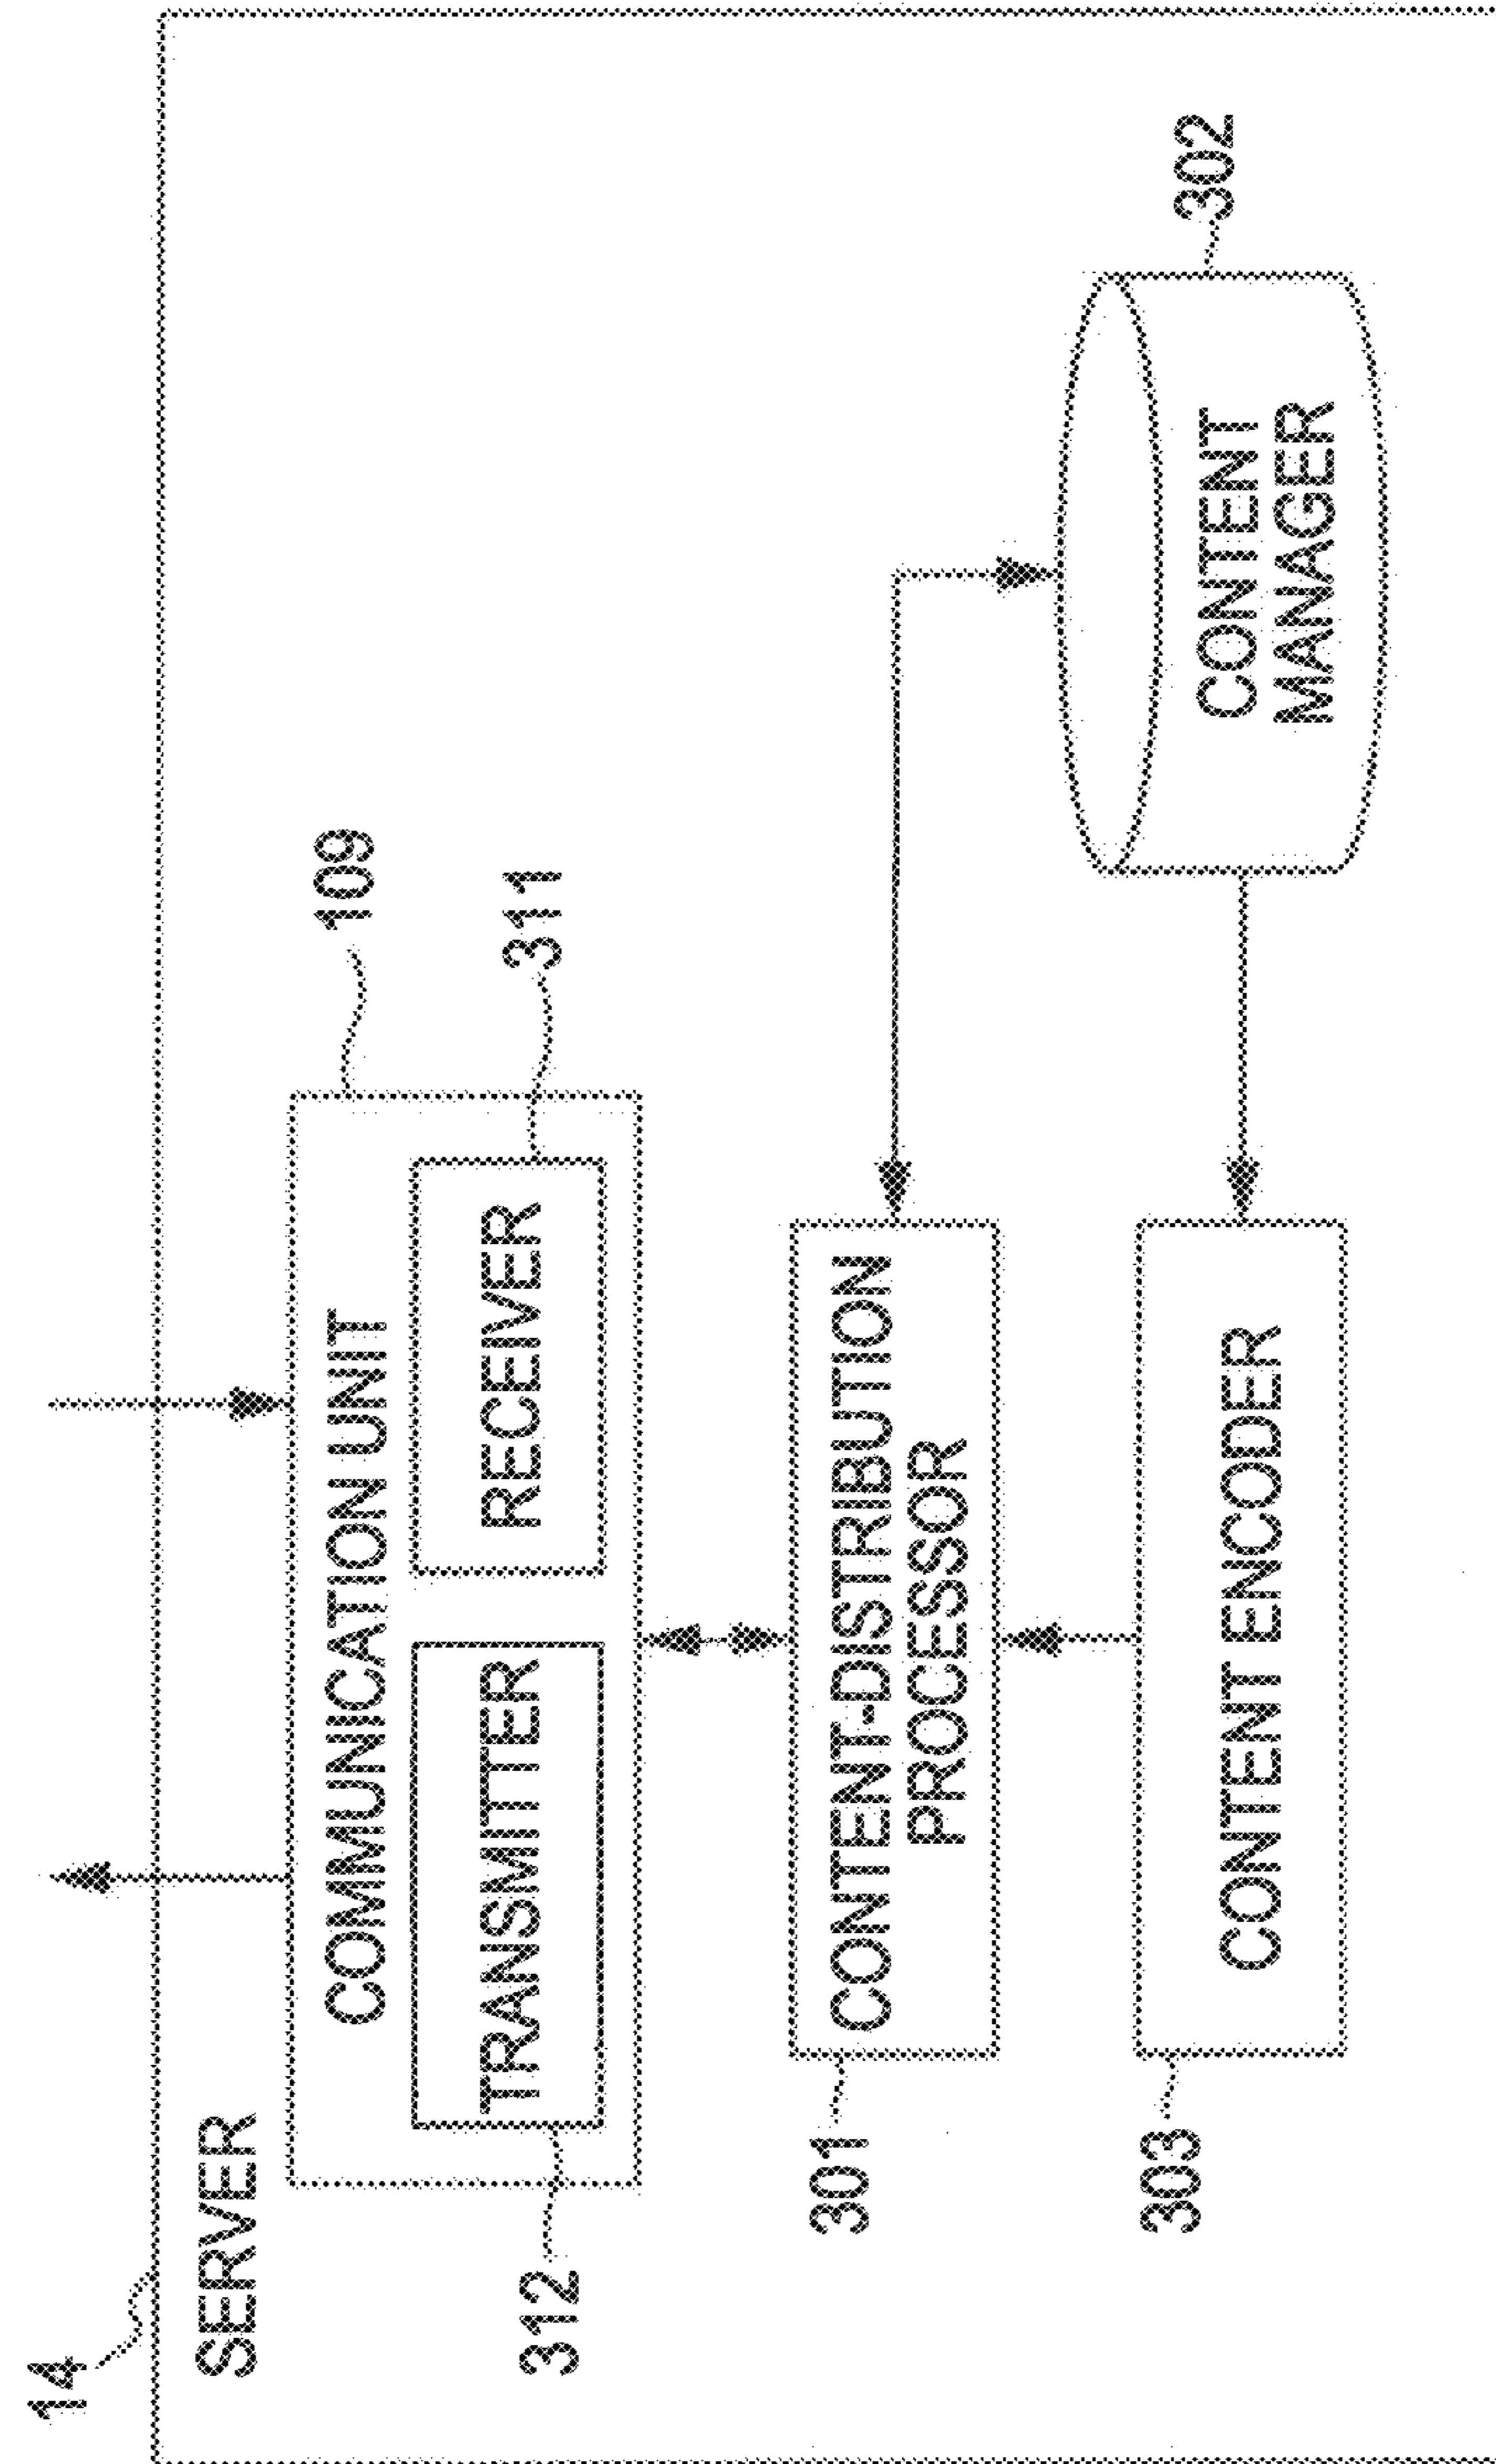 14
SERVER
COMMUNICATION UNIT
109
TRANSMITTER
RECEIVER
312
311
CONTENT-DISTRIBUTION
PROCESSOR
301
CONTENT ENCODER
303
CONTENT
MANAGER
302